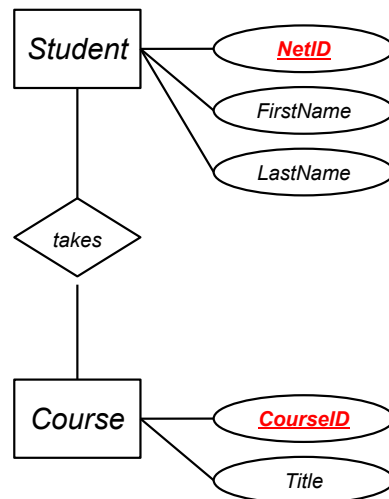 Student
NetID
FirstName
LastName
takes
Course
CourseID
Title